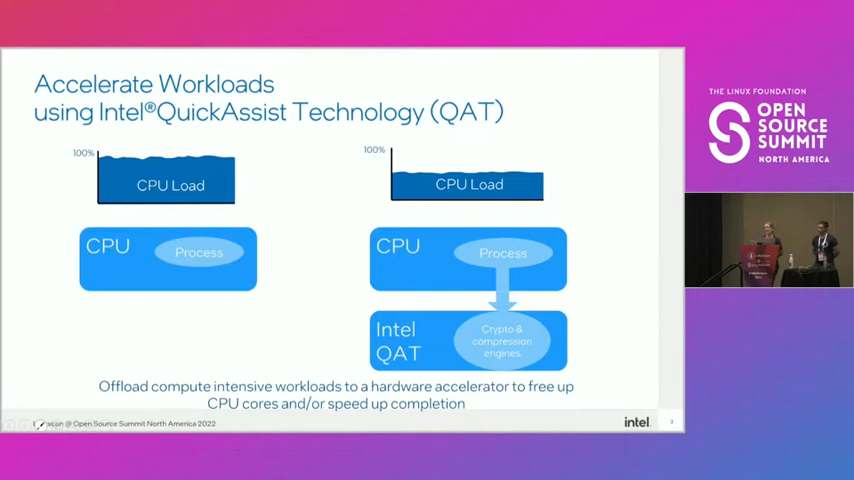 Accelerate Workloads
using Intel®QuickAssist Technology (QAT)
100%
CPU Load
CPU
Process
100%
CPU Load
CPU
Process
Intel
QAT
Crypto &
compression
engines.
Offload compute intensive workloads to a hardware accelerator to free up
CPU cores and/or speed up completion
@ Open Source Summit North America 2022
intel.
3
THE LINUX FOUNDATION
OPEN
SOURCE
SUMMIT
NORTH AMERICA